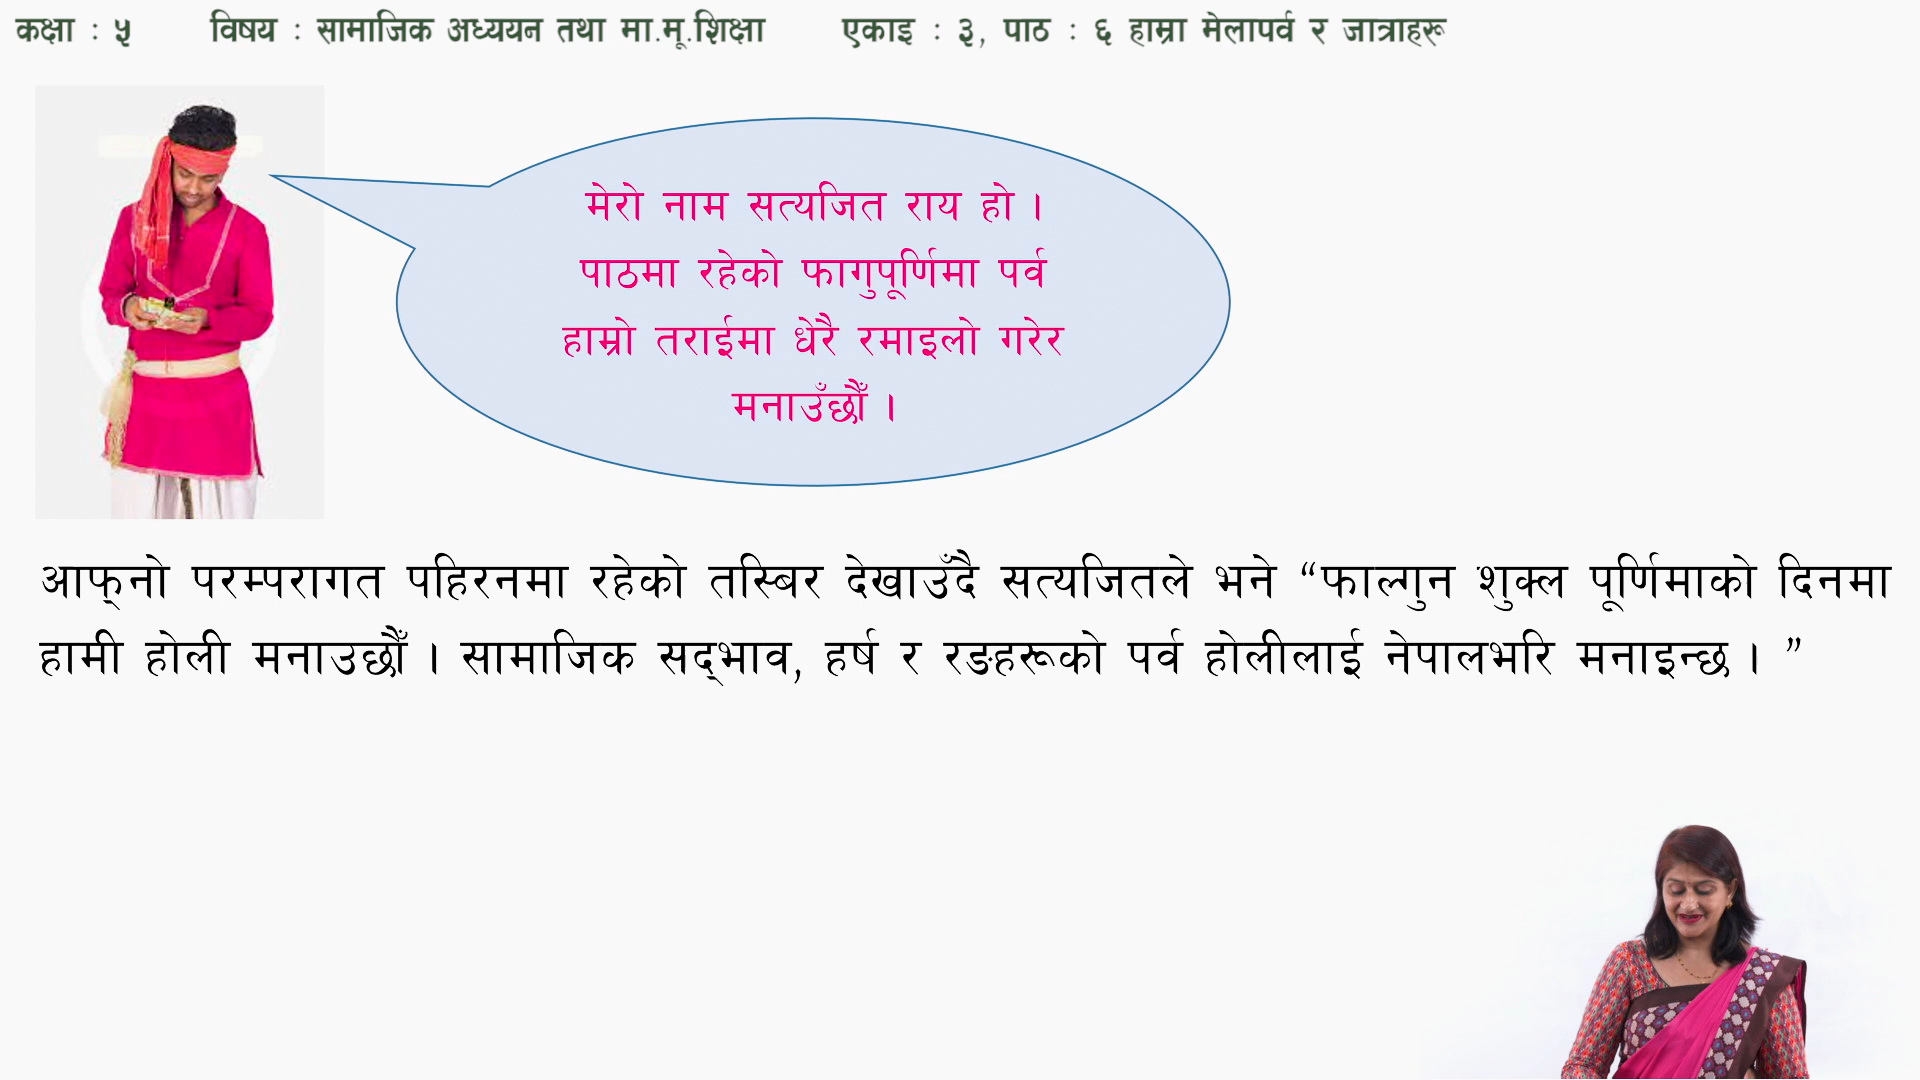 कक्षा : ५ विषय : सामाजिक अध्ययन तथा मा.मू.शिक्षा एकाइ : ३, पाठ : ६ हाम्रा मेलापर्व र जात्राहरू
मेरो नाम सत्यजित राय हो ।
पाठमा रहेको फागुपूर्णिमा पर्व
हाम्रो तराईमा धेरै रमाइलो गरेर
मनाउँछौँ ।
आफ्‌नो परम्परागत पहिरनमा रहेको तस्बिर देखाउँदै सत्यजितले भने “फाल्गुन शुक्ल पूर्णिमाको दिनमा
हामी होली मनाउछौँ । सामाजिक सद्‌भाव, हर्ष र रङहरूको पर्व होलीलाई नेपालभरि मनाइन्छ । ”